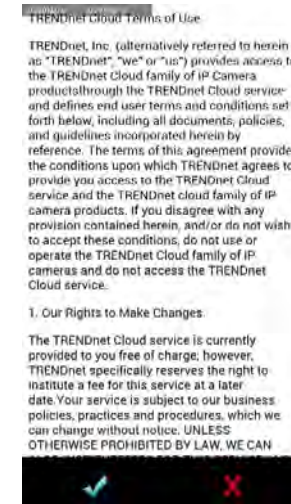 TRENDnet Cloud Terms of Use
TRENDnet, Inc. (alternatively referred to herein
as "TRENDnet", "we" or "us") provides access to
the TRENDnet Cloud family of IP Camera
productsthrough the TRENDnet Cloud service
and defines end user terms and conditions set
forth below, including all documents, policies,
and guidelines incorporated herein by
reference. The terms of this agreement provide
the conditions upon which TRENDnet agrees to
provide you access to the TRENDnet Cloud
service and the TRENDnet cloud family of IP
camera products. If you disagree with any
provision contained herein, and/or do not wish
to accept these conditions, do not use or
operate the TRENDnet Cloud family of IP
cameras and do not access the TRENDnet
Cloud service.
1. Our Rights to Make Changes
The TRENDnet Cloud service is currently
provided to you free of charge; however,
TRENDnet specifically reserves the right to
institute a fee for this service at a later
date.Your service is subject to our business
policies, practices and procedures, which we
can change without notice. UNLESS
OTHERWISE PROHIBITED BY LAW, WE CAN